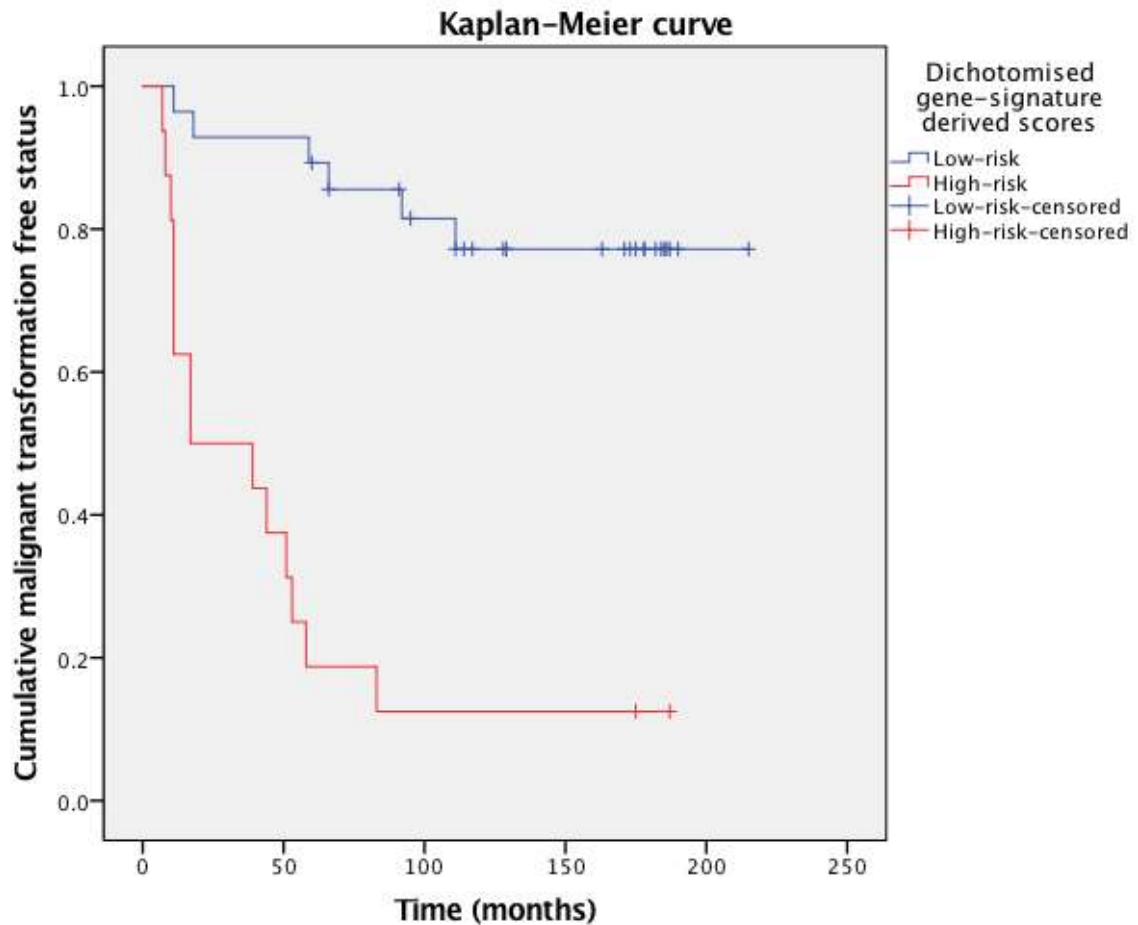 Kaplan-Meier curve
Cumulative malignant transformation free status
1.0
0.8
0.6
0.4
0.2
0.0
0 50 100 150 200 250
Time (months)
Dichotomised
gene-signature
derived scores
Low-risk
High-risk
Low-risk-censored
High-risk-censored